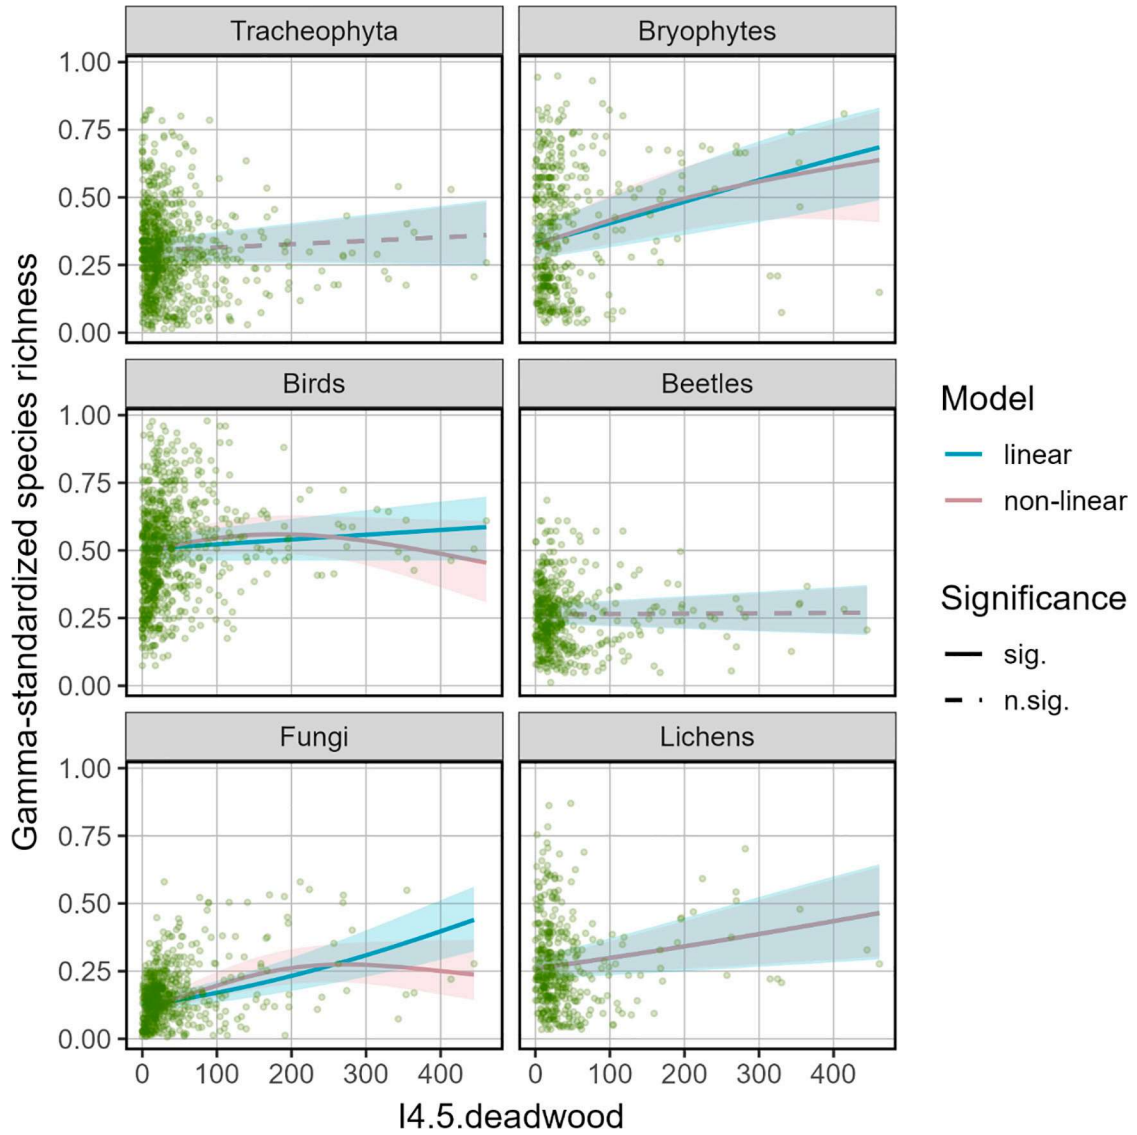 Gamma-standardized species richness
Tracheophyta
Bryophytes
1.00
0.75
0.50
0.25
0.00
Birds
Beetles
1.00
0.75
0.50
0.25
0.00
Fungi
Lichens
1.00
0.75
0.50
0.25
0.00
0 100 200 300 400
0 100 200 300 400
I4.5.deadwood
Model
linear
non-linear
Significance
sig.
n.sig.